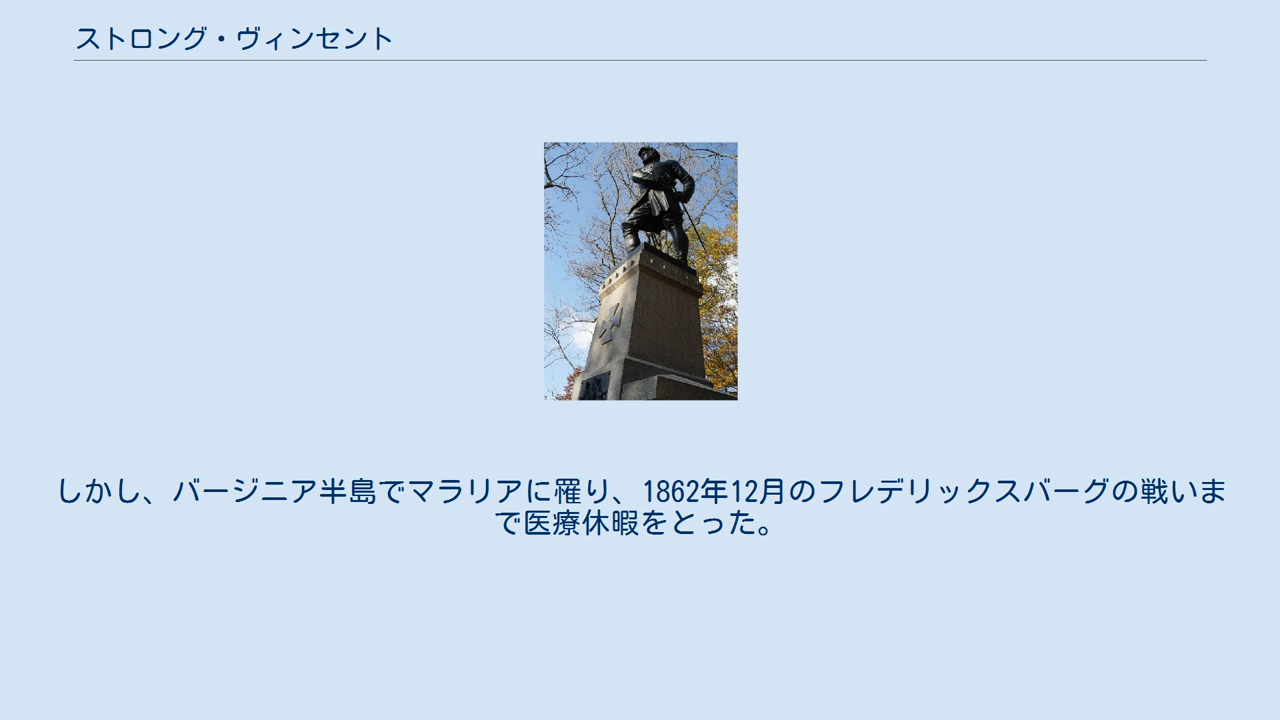 ストロング・ヴィンセント
しかし、バージニア半島でマラリアに罹り、1862年12月のフレデリックスバーグの戦いま
で医療休暇をとった。